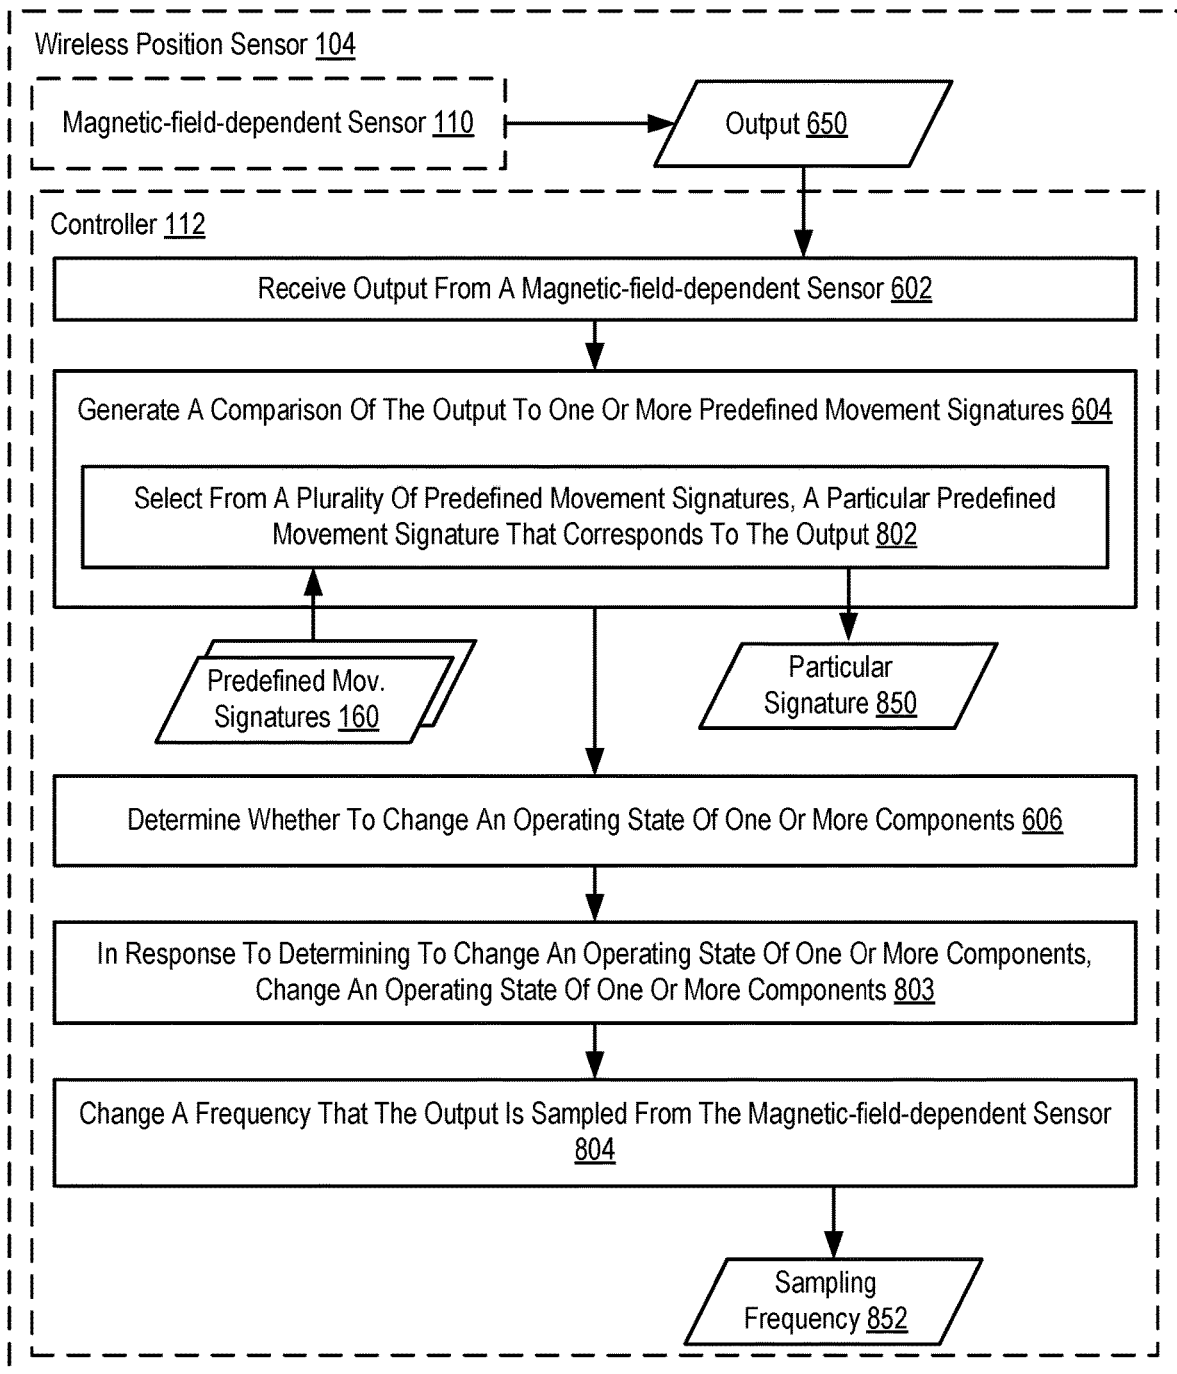 Wireless Position Sensor 104
Magnetic-field-dependent Sensor 110
Output 650
Controller 112
Receive Output From A Magnetic-field-dependent Sensor 602
Generate A Comparison Of The Output To One Or More Predefined Movement Signatures 604
Select From A Plurality Of Predefined Movement Signatures, A Particular Predefined
Movement Signature That Corresponds To The Output 802
Predefined Mov.
Signatures 160
Particular
Signature 850
Determine Whether To Change An Operating State Of One Or More Components 606
In Response To Determining To Change An Operating State Of One Or More Components,
Change An Operating State Of One Or More Components 803
Change A Frequency That The Output Is Sampled From The Magnetic-field-dependent Sensor
804
Sampling
Frequency 852